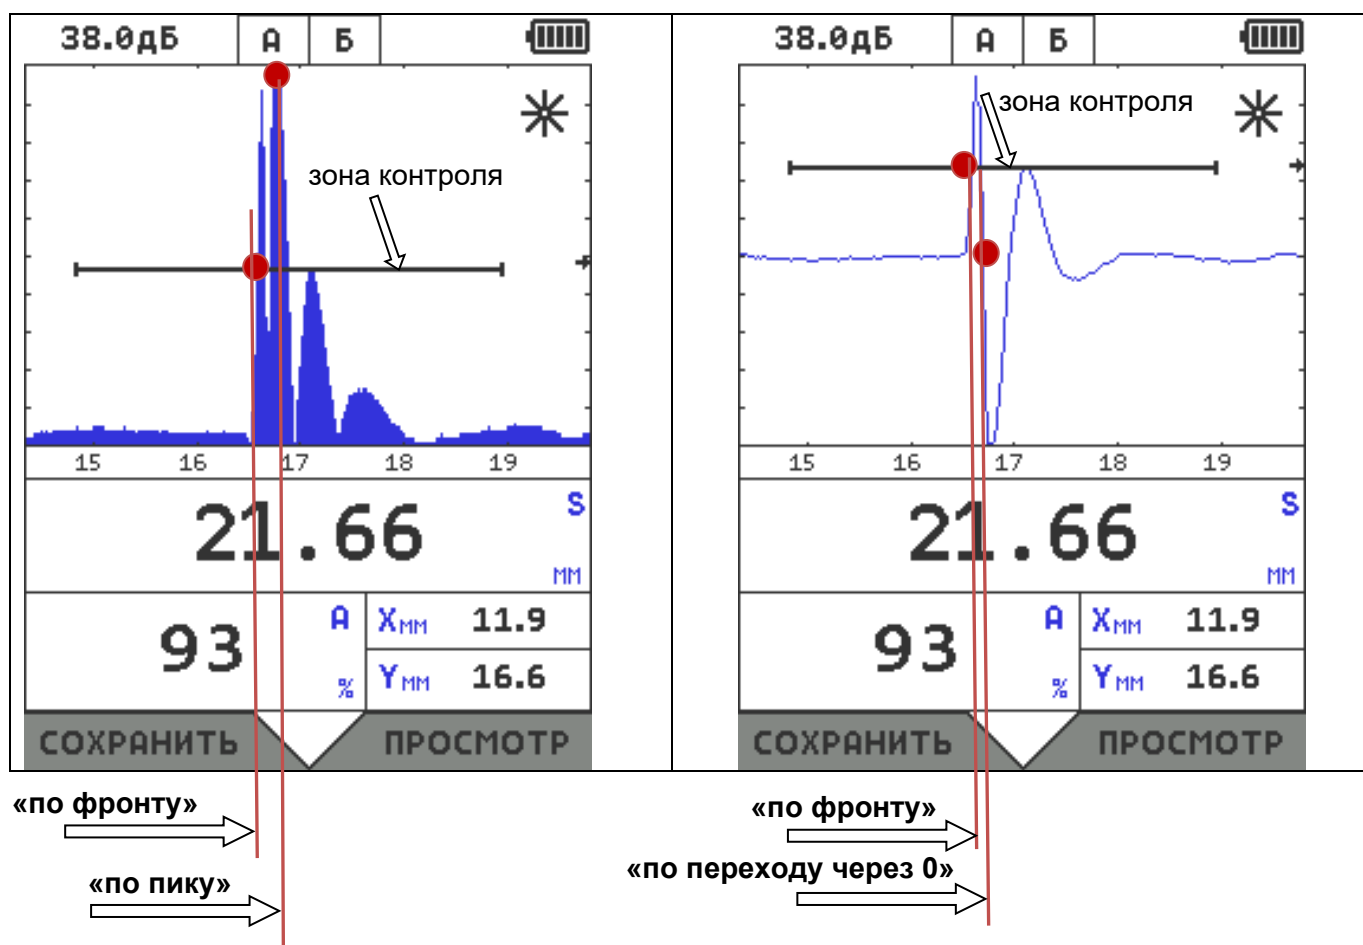 38.0дБ А Б
зона контроля
15 16 17 18 19
21.66 S
мм
93 А %
Xмм 11.9
Yмм 16.6
СОХРАНИТЬ ПРОСМОТР
«по фронту»
«по пику»
38.0дБ А Б
зона контроля
15 16 17 18 19
21.66 S
мм
93 А %
Xмм 11.9
Yмм 16.6
СОХРАНИТЬ ПРОСМОТР
«по фронту»
«по переходу через 0»